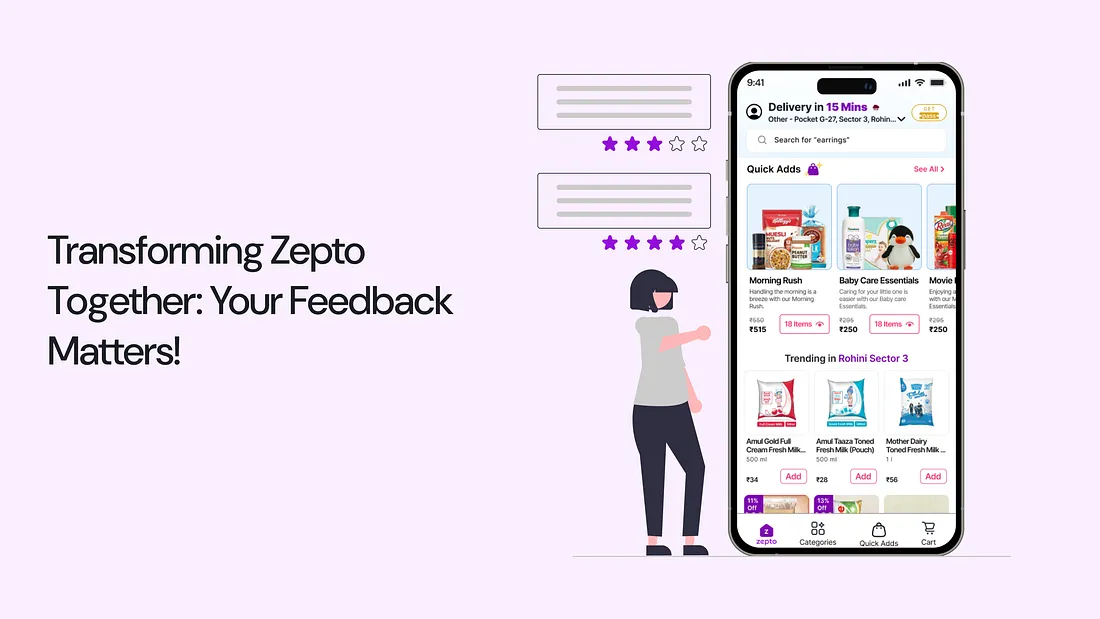 Transforming Zepto
Together: Your Feedback
Matters!
9:41
Delivery in 15 Mins
Other - Pocket G-27, Sector 3, Rohin...
GET
Search for "earrings"
Quick Adds
See All >
Morning Rush
Handling the morning is a
breeze with our Morning
Rush.
₹550
₹515
18 Items
Baby Care Essentials
Caring for your little one is
easier with our Baby care
Essentials.
₹295
₹250
18 Items
Movie
Enjoying a
with our M
Essentials.
₹295
₹250
Trending in Rohini Sector 3
Amul Gold Full
Cream Fresh Milk...
500 ml
₹34
Add
Amul Taaza Toned
Fresh Milk (Pouch)
500 ml
₹28
Add
Mother Dairy
Toned Fresh Milk ...
1 l
₹56
Add
11%
Off
13%
Off
z
zepto
Categories
Quick Adds
Cart